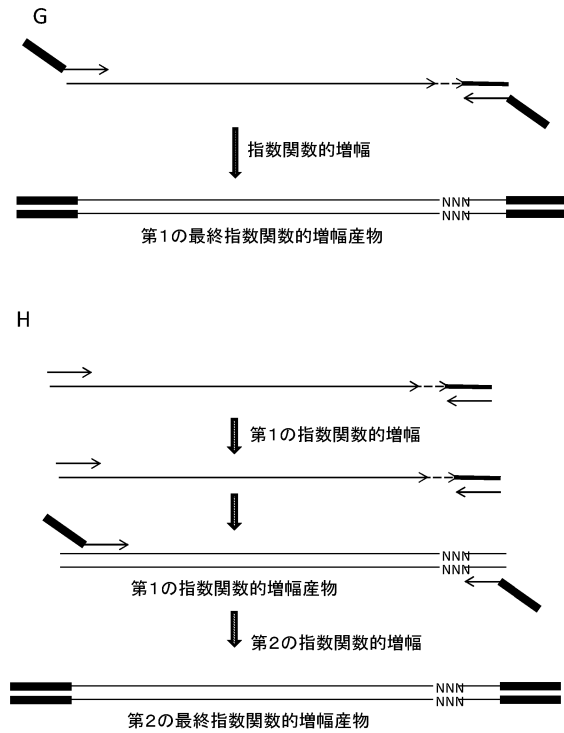 G
指数関数的増幅
NNN
NNN
第1の最終指数関数的増幅産物
H
第1の指数関数的増幅
NNN
NNN
第1の指数関数的増幅産物
第2の指数関数的増幅
NNN
NNN
第2の最終指数関数的増幅産物